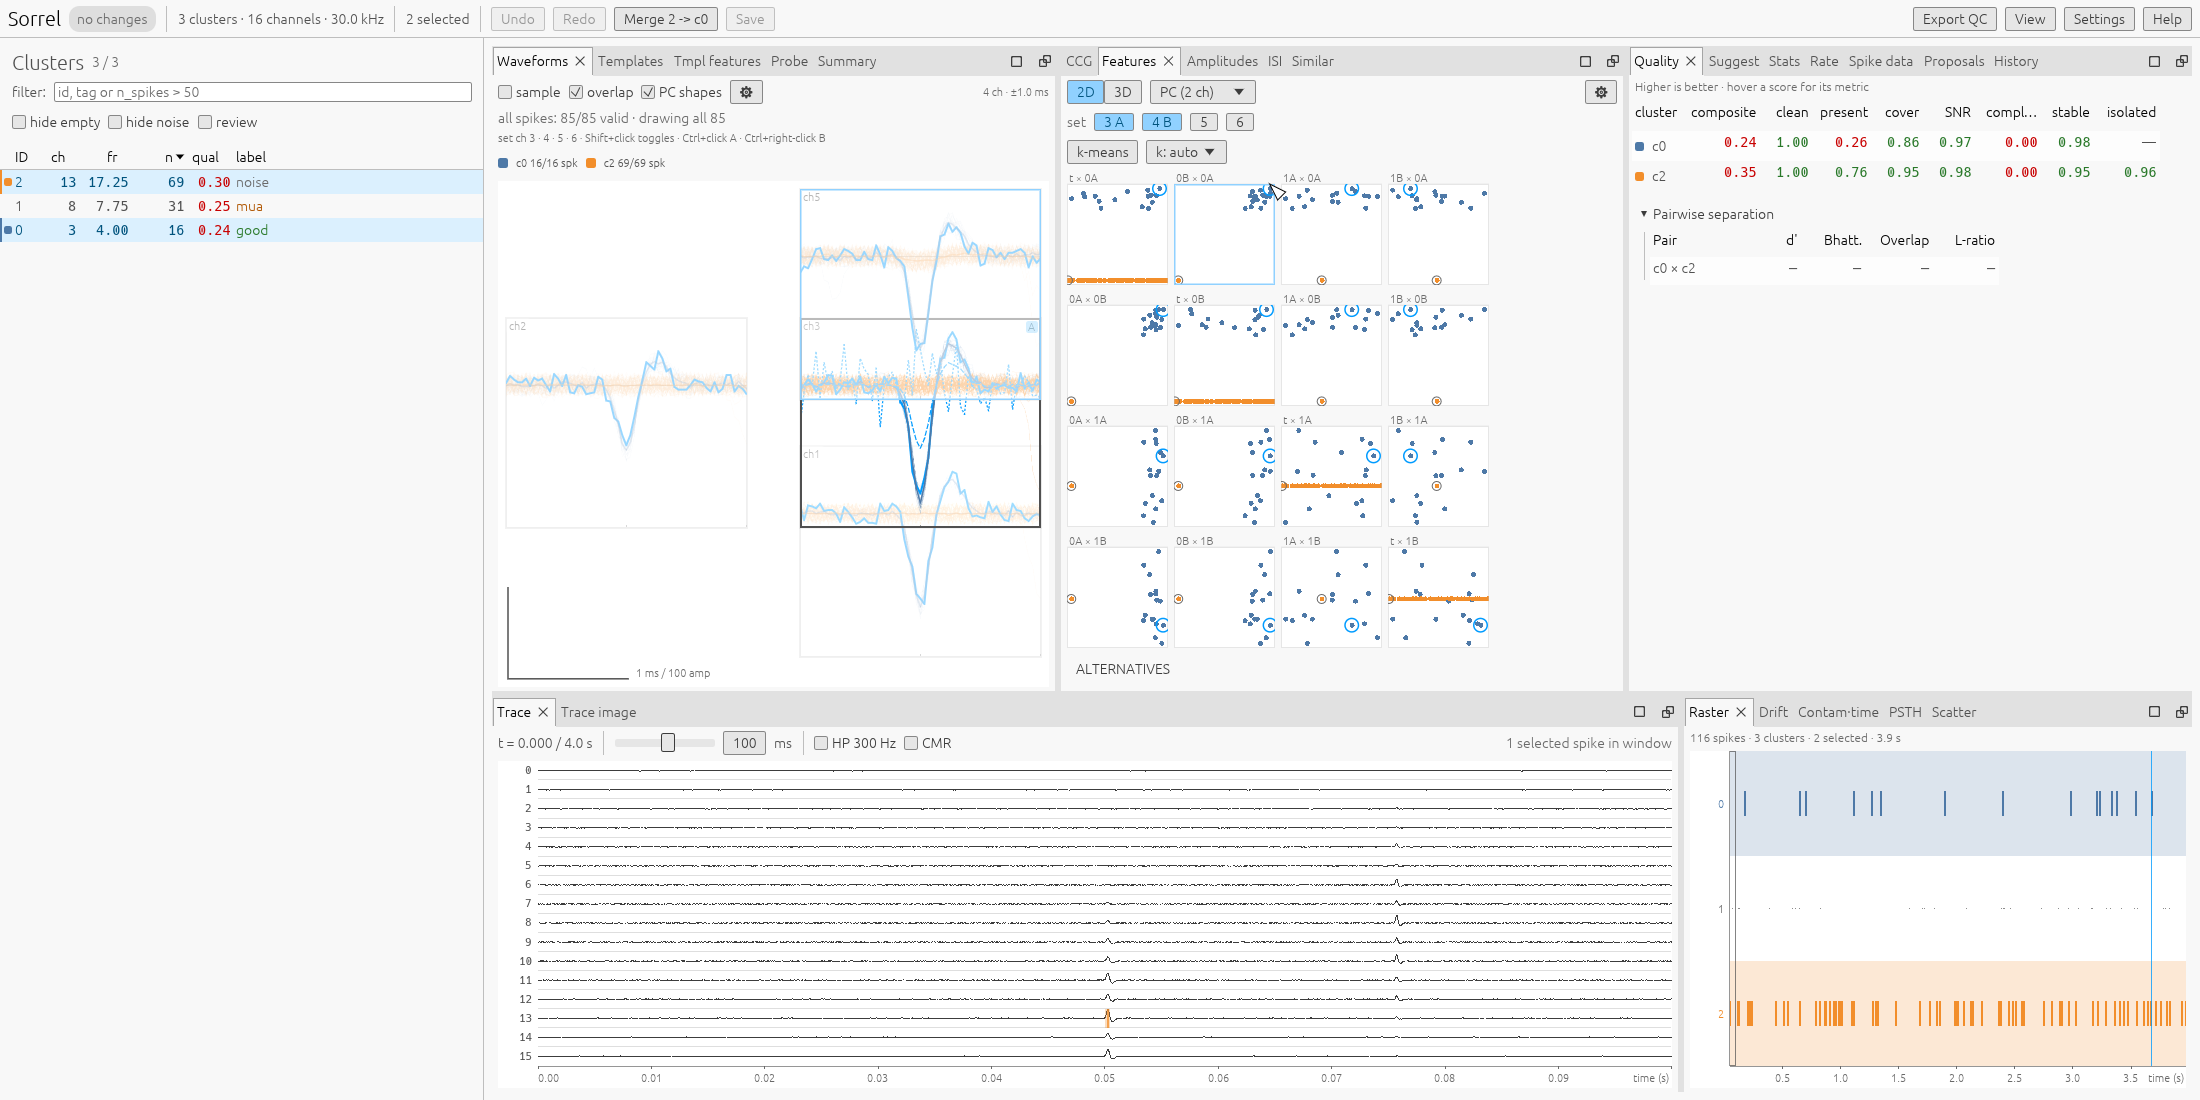 Sorrel no changes 3 clusters · 16 channels · 30.0 kHz 2 selected Undo Redo Merge 2 -> c0 Save Export QC View Settings Help
Clusters 3 / 3
filter: id, tag or n_spikes > 50
hide empty hide noise review
ID ch fr n qual label
2 13 17.25 69 0.30 noise
1 8 7.75 31 0.25 mua
0 3 4.00 16 0.24 good
Waveforms Templates Tmpl features Probe Summary
sample overlap PC shapes 4 ch · ±1.0 ms
all spikes: 85/85 valid · drawing all 85
set ch 3 · 4 · 5 · 6 · Shift+click toggles · Ctrl+click A · Ctrl+right-click B
c0 16/16 spk c2 69/69 spk
ch5
ch2
ch3 A
ch1
1 ms / 100 amp
CCG Features Amplitudes ISI Similar
2D 3D PC (2 ch)
set 3 A 4 B 5 6
k-means k: auto
t × 0A 0B × 0A 1A × 0A 1B × 0A
0A × 0B t × 0B 1A × 0B 1B × 0B
0A × 1A 0B × 1A t × 1A 1B × 1A
0A × 1B 0B × 1B 1A × 1B t × 1B
ALTERNATIVES
Quality Suggest Stats Rate Spike data Proposals History
Higher is better · hover a score for its metric
cluster composite clean present cover SNR compl… stable isolated
c0 0.24 1.00 0.26 0.86 0.97 0.00 0.98 —
c2 0.35 1.00 0.76 0.95 0.98 0.00 0.95 0.96
Pairwise separation
Pair d' Bhatt. Overlap L-ratio
c0 × c2 – – – –
Trace Trace image
t = 0.000 / 4.0 s 100 ms HP 300 Hz CMR 1 selected spike in window
0
1
2
3
4
5
6
7
8
9
10
11
12
13
14
15
0.00 0.01 0.02 0.03 0.04 0.05 0.06 0.07 0.08 0.09 time (s)
Raster Drift Contam·time PSTH Scatter
116 spikes · 3 clusters · 2 selected · 3.9 s
0
1
2
0.5 1.0 1.5 2.0 2.5 3.0 3.5 time (s)